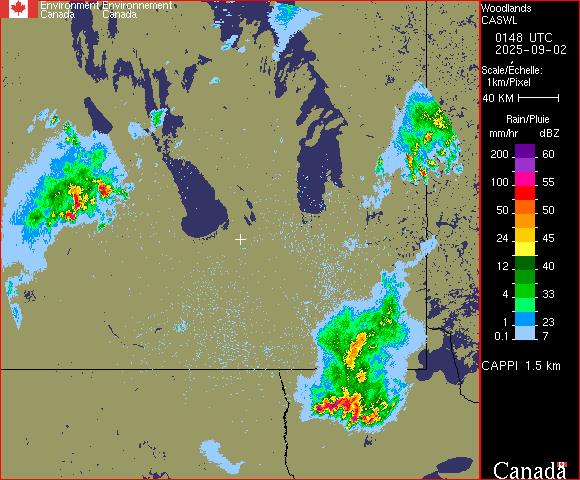 Environment Environnement
Canada Canada
Woodlands
CASWL
0148 UTC
2025-09-02
Scale/Échelle:
1km/Pixel
40 KM
Rain/Pluie
mm/hr dBZ
200 60
100 55
50 50
24 45
12 40
4 33
1 23
0.1 7
CAPPI 1.5 km
Canada